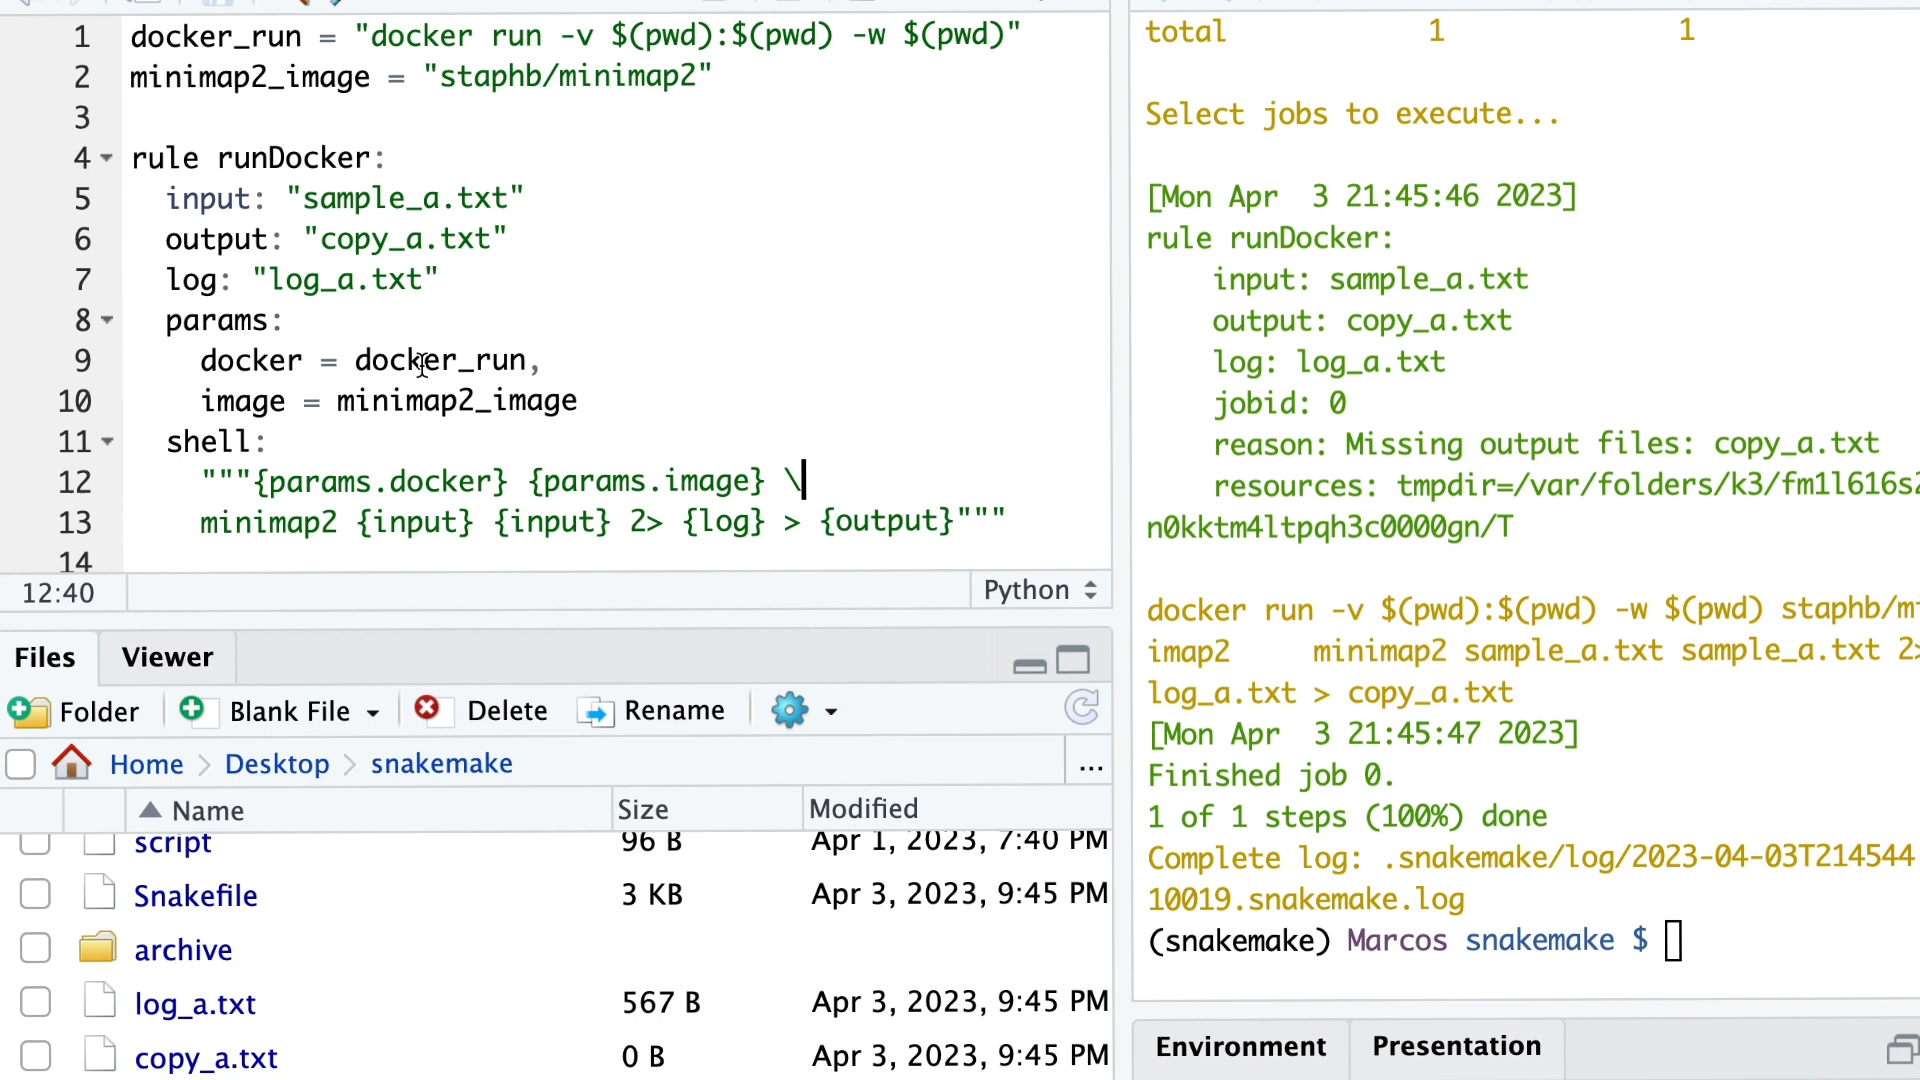 1 docker_run = "docker run -v $(pwd):$(pwd) -w $(pwd)"
2 minimap2_image = "staphb/minimap2"
3
4 rule runDocker:
5 input: "sample_a.txt"
6 output: "copy_a.txt"
7 log: "log_a.txt"
8 params:
9 docker = docker_run,
10 image = minimap2_image
11 shell:
12 """{params.docker} {params.image} \
13 minimap2 {input} {input} 2> {log} > {output}"""
14
12:40 Python
Files Viewer
Folder Blank File Delete Rename
Home Desktop snakemake ...
Name Size Modified
script 96 B Apr 1, 2023, 7:40 PM
Snakefile 3 KB Apr 3, 2023, 9:45 PM
archive
log_a.txt 567 B Apr 3, 2023, 9:45 PM
copy_a.txt 0 B Apr 3, 2023, 9:45 PM
total 1 1
Select jobs to execute...
[Mon Apr 3 21:45:46 2023]
rule runDocker:
input: sample_a.txt
output: copy_a.txt
log: log_a.txt
jobid: 0
reason: Missing output files: copy_a.txt
resources: tmpdir=/var/folders/k3/fm1l616s
n0kktm4ltpqh3c0000gn/T
docker run -v $(pwd):$(pwd) -w $(pwd) staphb/m
imap2 minimap2 sample_a.txt sample_a.txt 2>
log_a.txt > copy_a.txt
[Mon Apr 3 21:45:47 2023]
Finished job 0.
1 of 1 steps (100%) done
Complete log: .snakemake/log/2023-04-03T214544
10019.snakemake.log
(snakemake) Marcos snakemake $
Environment Presentation